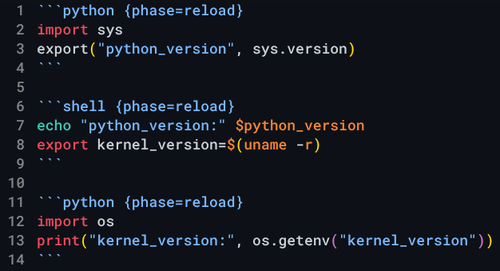 1 ```python {phase=reload}
2 import sys
3 export("python_version", sys.version)
4 ```
5
6 ```shell {phase=reload}
7 echo "python_version:" $python_version
8 export kernel_version=$(uname -r)
9 ```
10
11 ```python {phase=reload}
12 import os
13 print("kernel_version:", os.getenv("kernel_version"))
14 ```